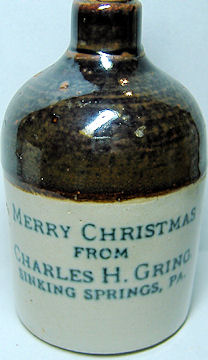 MERRY CHRISTMAS
FROM
CHARLES H. GRING
SINKING SPRINGS, PA.